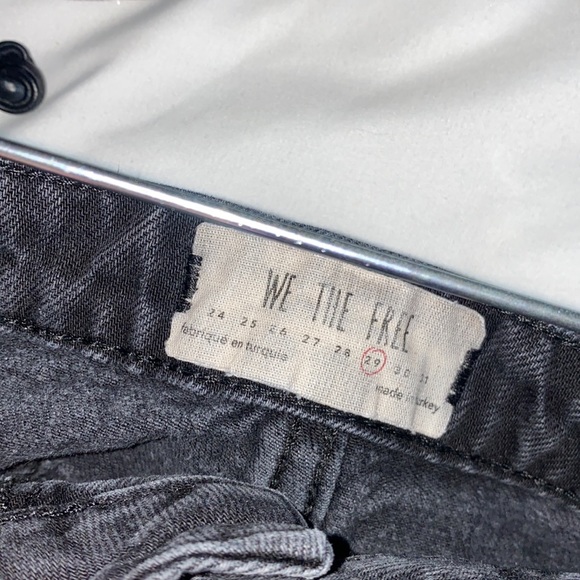 WE THE FREE
24 25 26 27 28 29 30 31
fabriqué en turquie
made in turkey